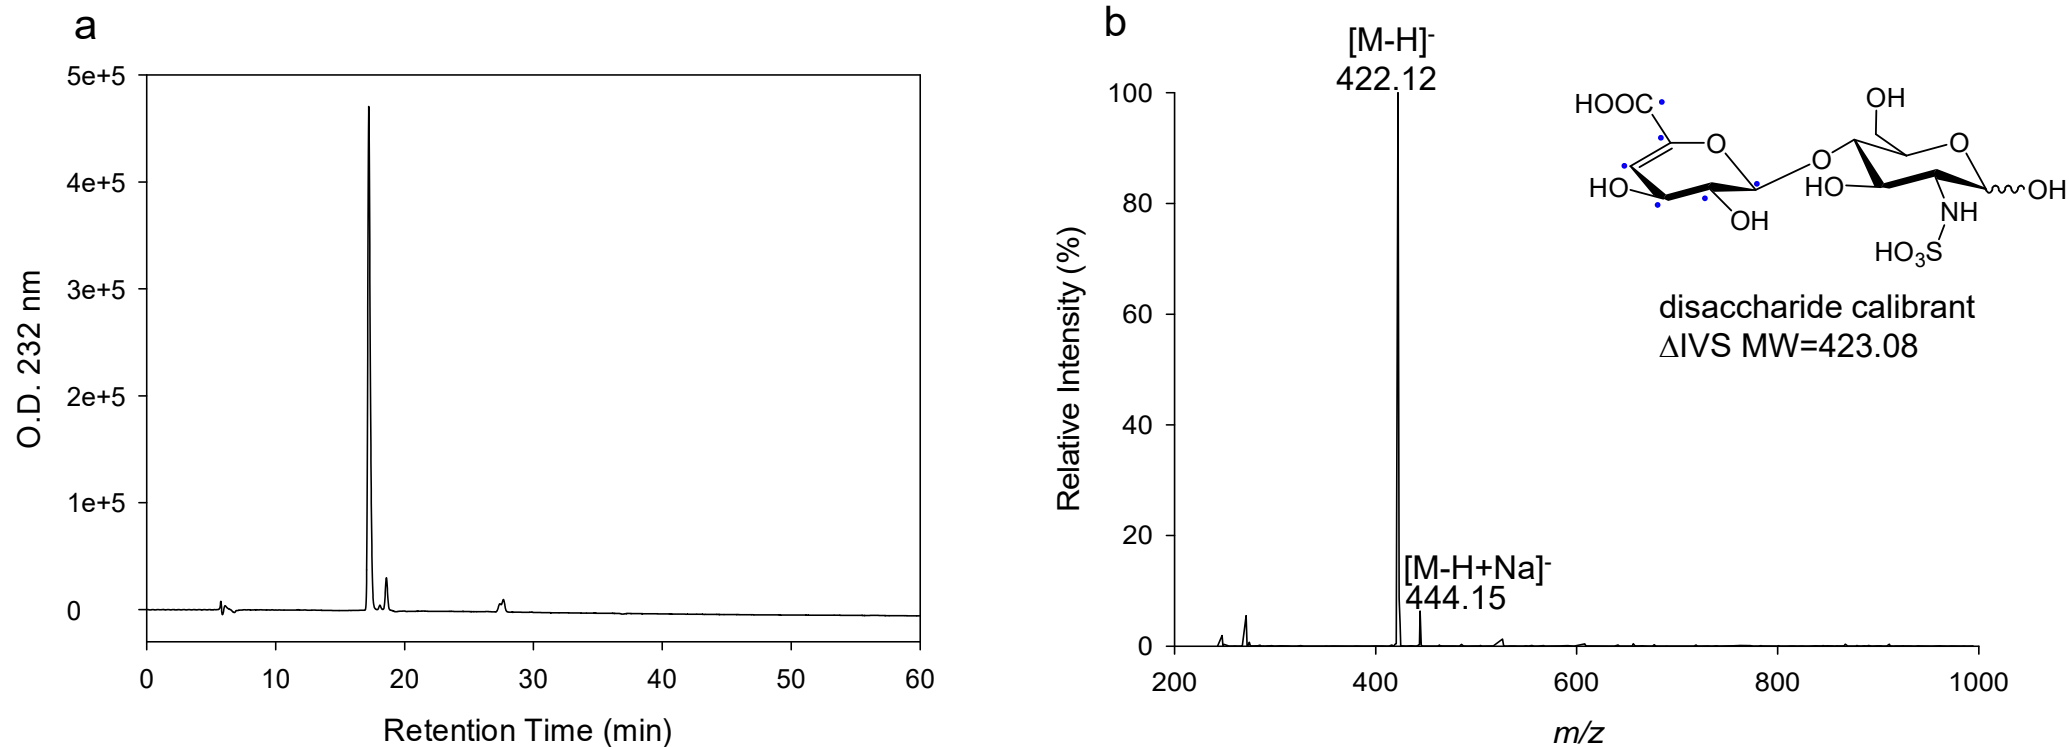 a
5e+5
4e+5
3e+5
2e+5
1e+5
0
O.D. 232 nm
0 10 20 30 40 50 60
Retention Time (min)
b
[M-H]-
422.12
100
80
60
40
20
0
Relative Intensity (%)
[M-H+Na]-
444.15
200 400 600 800 1000
m/z
HOOC
O
HO
OH
O
OH
O
HO
OH
NH
HO3S
disaccharide calibrant
ΔIVS MW=423.08